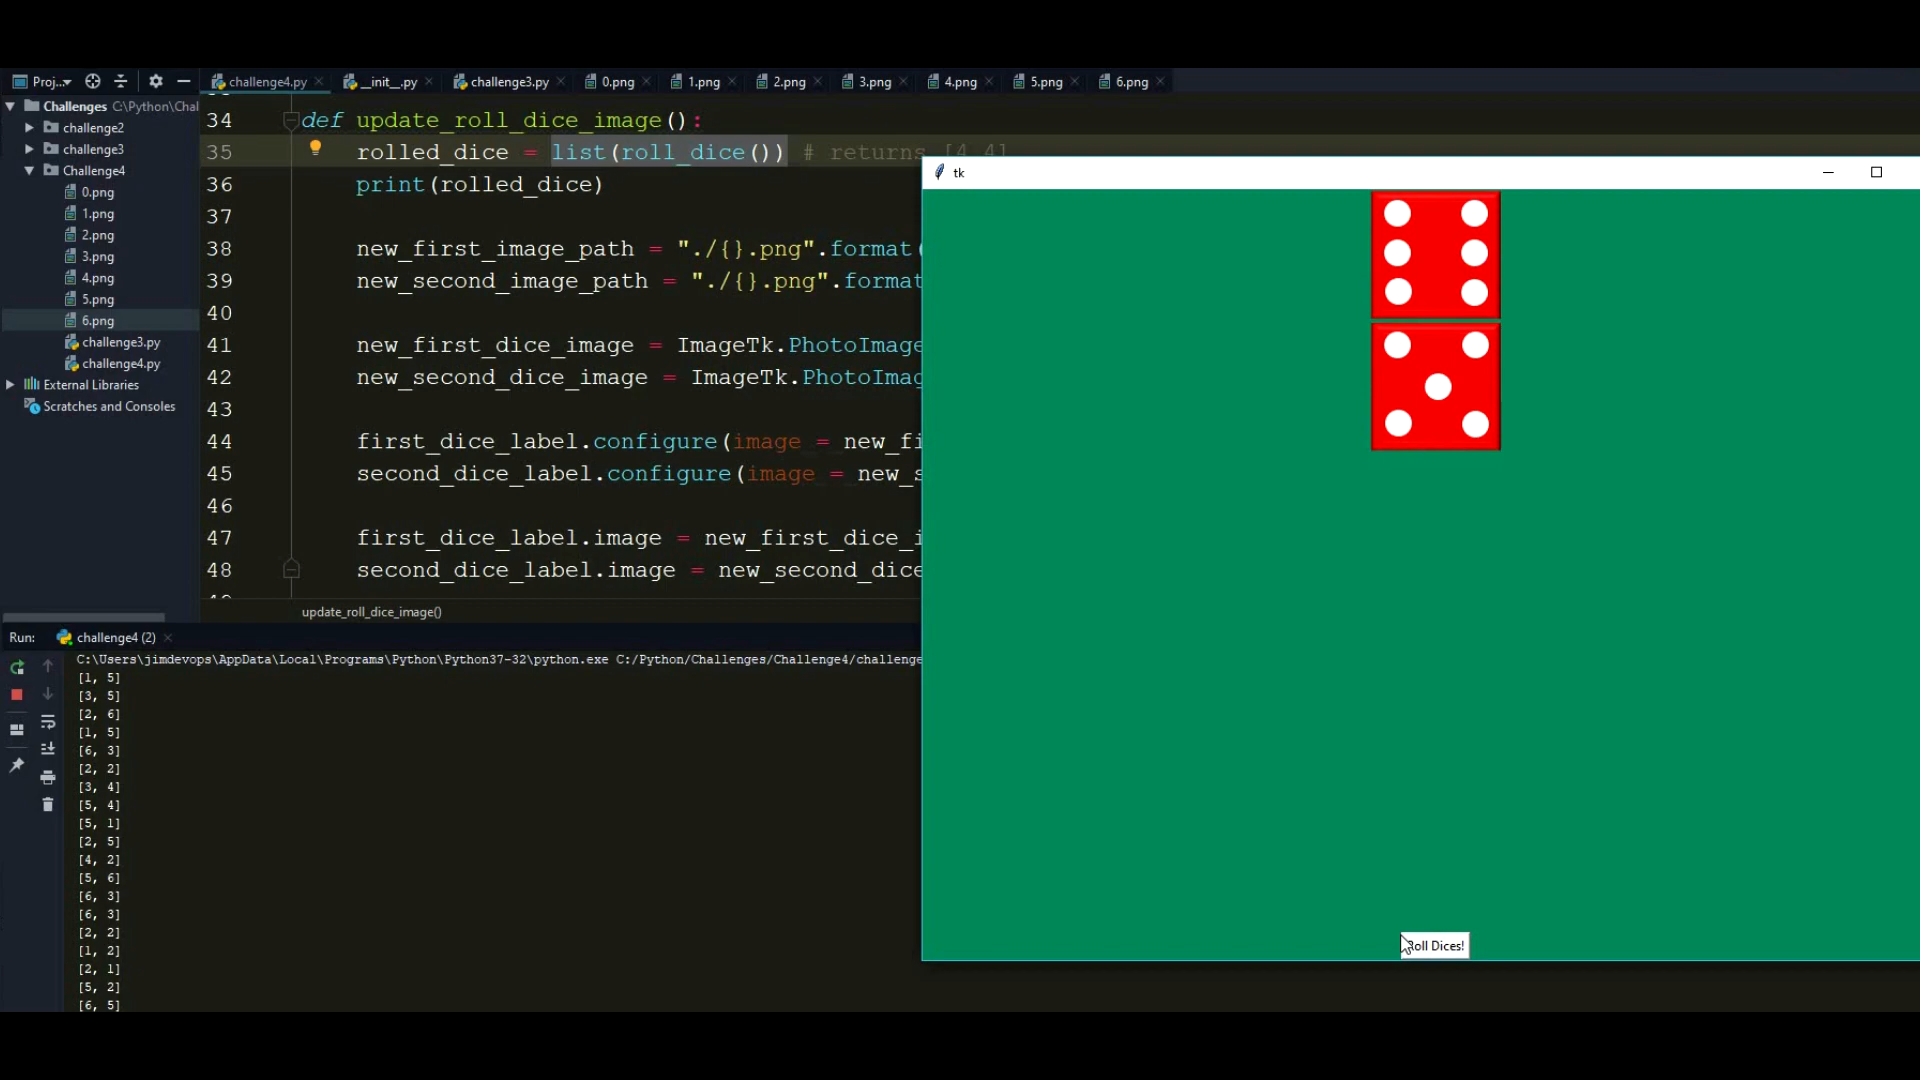 Proj...
challenge4.py
__init__.py
challenge3.py
0.png
1.png
2.png
3.png
4.png
5.png
6.png
Challenges C:\Python\Chal
challenge2
challenge3
Challenge4
0.png
1.png
2.png
3.png
4.png
5.png
6.png
challenge3.py
challenge4.py
External Libraries
Scratches and Consoles
34 def update_roll_dice_image():
35 rolled_dice = list(roll_dice()) # returns [4,4]
36 print(rolled_dice)
37
38 new_first_image_path = "./{}.png".format(
39 new_second_image_path = "./{}.png".format
40
41 new_first_dice_image = ImageTk.PhotoImage
42 new_second_dice_image = ImageTk.PhotoImag
43
44 first_dice_label.configure(image = new_fi
45 second_dice_label.configure(image = new_s
46
47 first_dice_label.image = new_first_dice_i
48 second_dice_label.image = new_second_dice
update_roll_dice_image()
tk
Roll Dices!
Run: challenge4 (2)
C:\Users\jimdevops\AppData\Local\Programs\Python\Python37-32\python.exe C:/Python/Challenges/Challenge4/challenge
[1, 5]
[3, 5]
[2, 6]
[1, 5]
[6, 3]
[2, 2]
[3, 4]
[5, 4]
[5, 1]
[2, 5]
[4, 2]
[5, 6]
[6, 3]
[6, 3]
[2, 2]
[1, 2]
[2, 1]
[5, 2]
[6, 5]